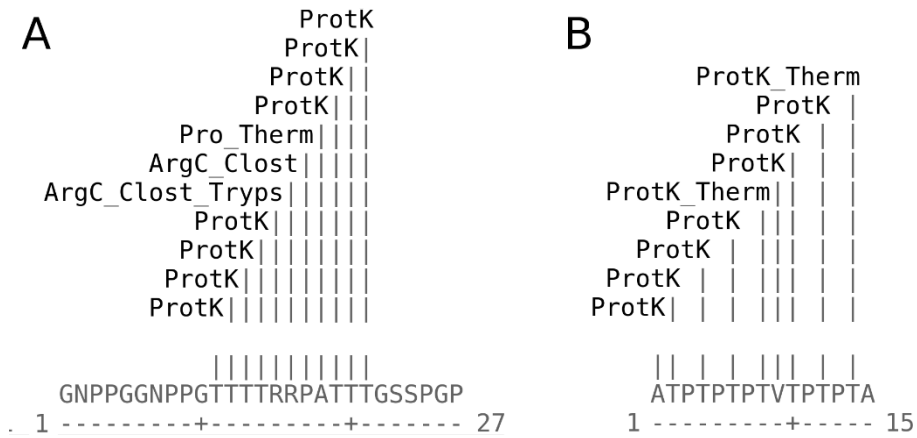 A
ProtK
ProtK|
ProtK||
ProtK|||
Pro_Therm||||
ArgC_Clost|||||
ArgC_Clost_Tryps||||||
ProtK|||||||
ProtK||||||||
ProtK|||||||||
ProtK||||||||||
|||||||||||
GNPPGGNPPGTTTTRRPATTTGSSPGP
1 ---------+---------+------- 27
B
ProtK_Therm
ProtK |
ProtK | |
ProtK| | |
ProtK_Therm|| | |
ProtK ||| | |
ProtK | ||| | |
ProtK | | ||| | |
ProtK| | | ||| | |
|| | | ||| | |
ATPTPTPTVTPTPTA
1 ---------+----- 15